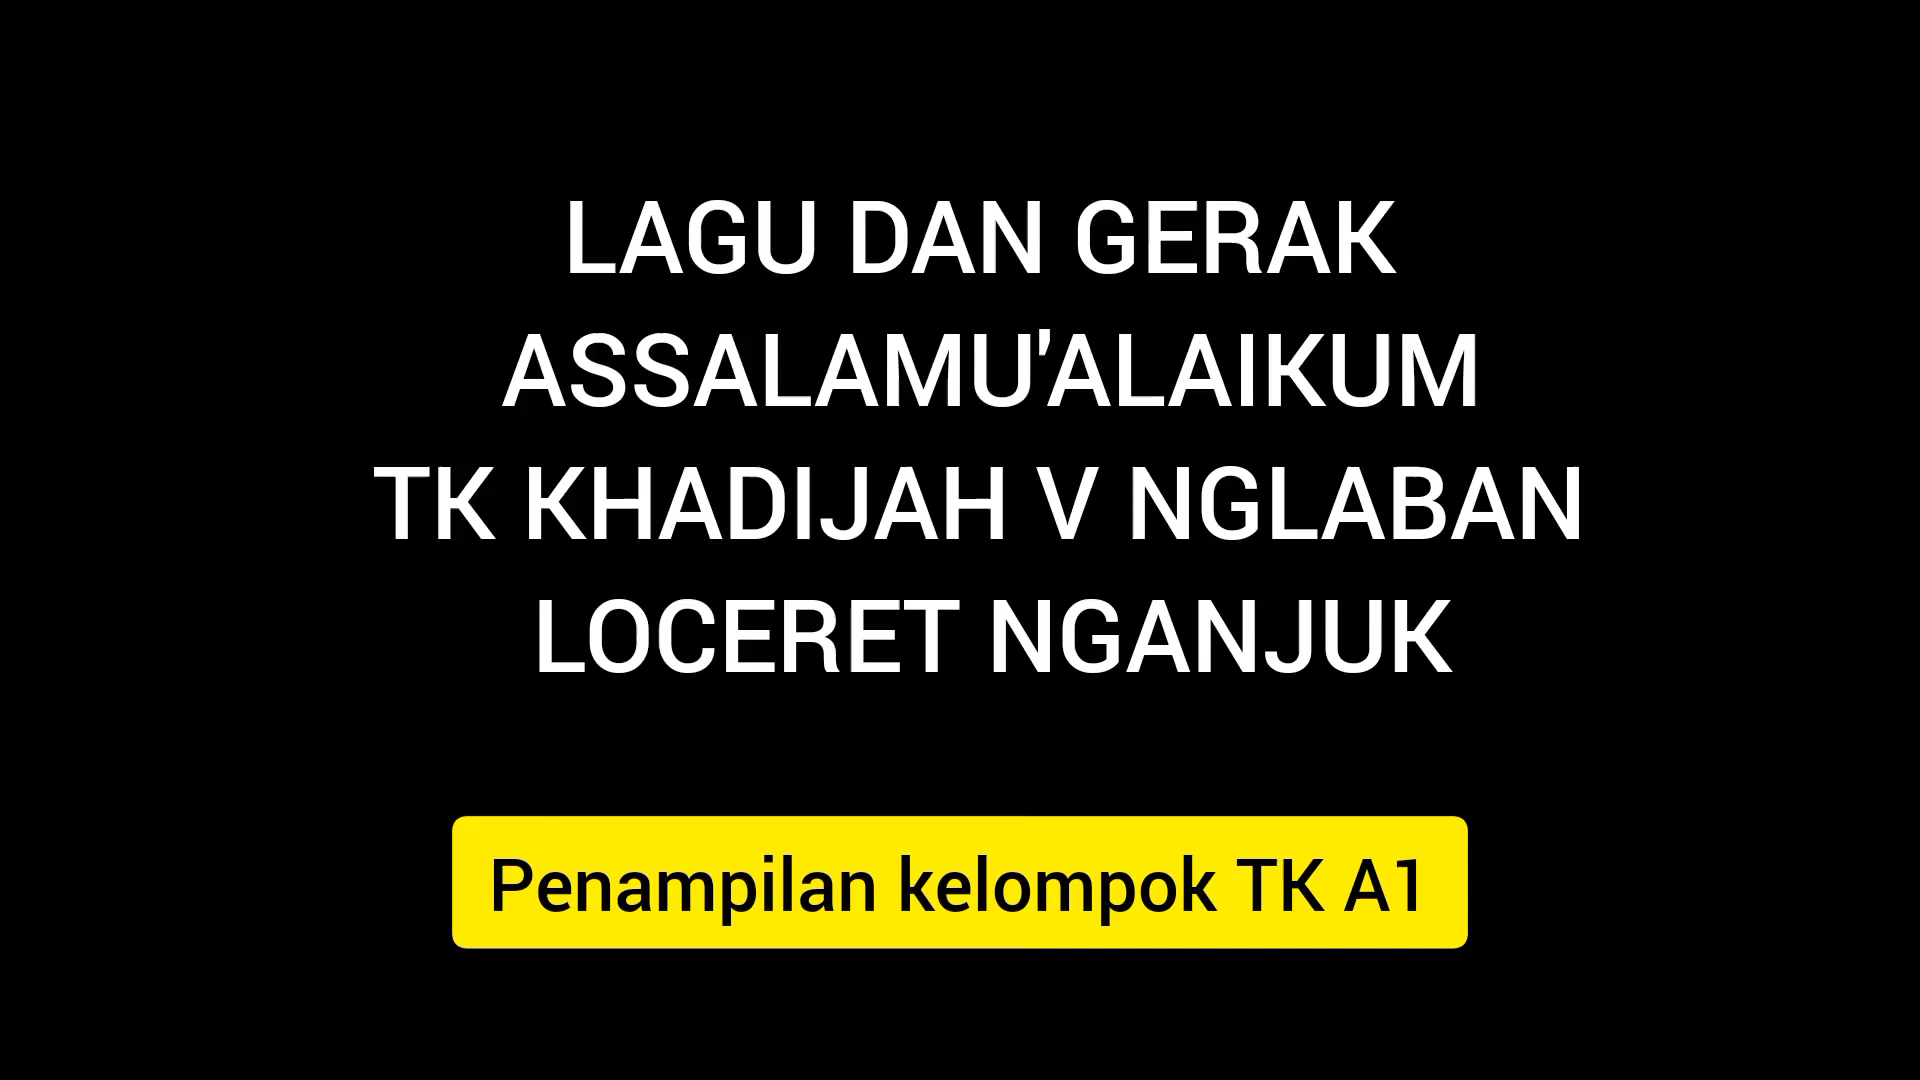 LAGU DAN GERAK
ASSALAMU'ALAIKUM
TK KHADIJAH V NGLABAN
LOCERET NGANJUK
Penampilan kelompok TK A1